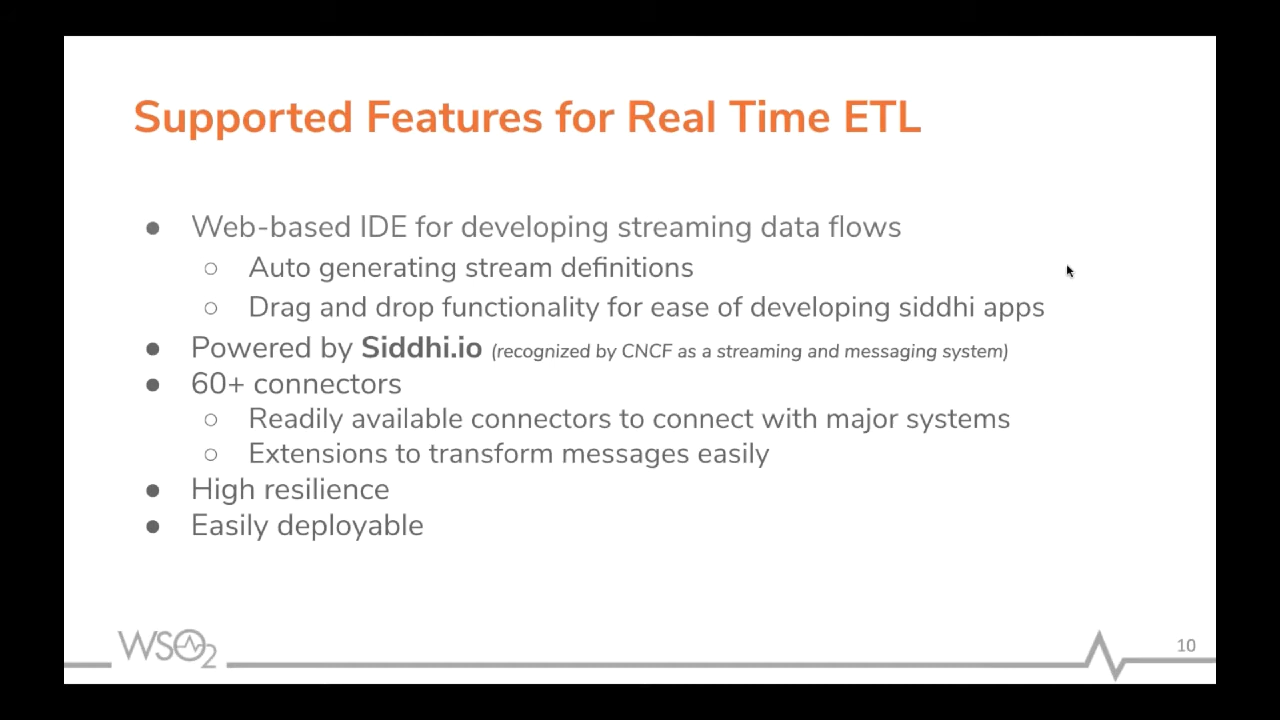 Supported Features for Real Time ETL
● Web-based IDE for developing streaming data flows
○ Auto generating stream definitions
○ Drag and drop functionality for ease of developing siddhi apps
● Powered by Siddhi.io (recognized by CNCF as a streaming and messaging system)
● 60+ connectors
○ Readily available connectors to connect with major systems
○ Extensions to transform messages easily
● High resilience
● Easily deployable
WSO2
10